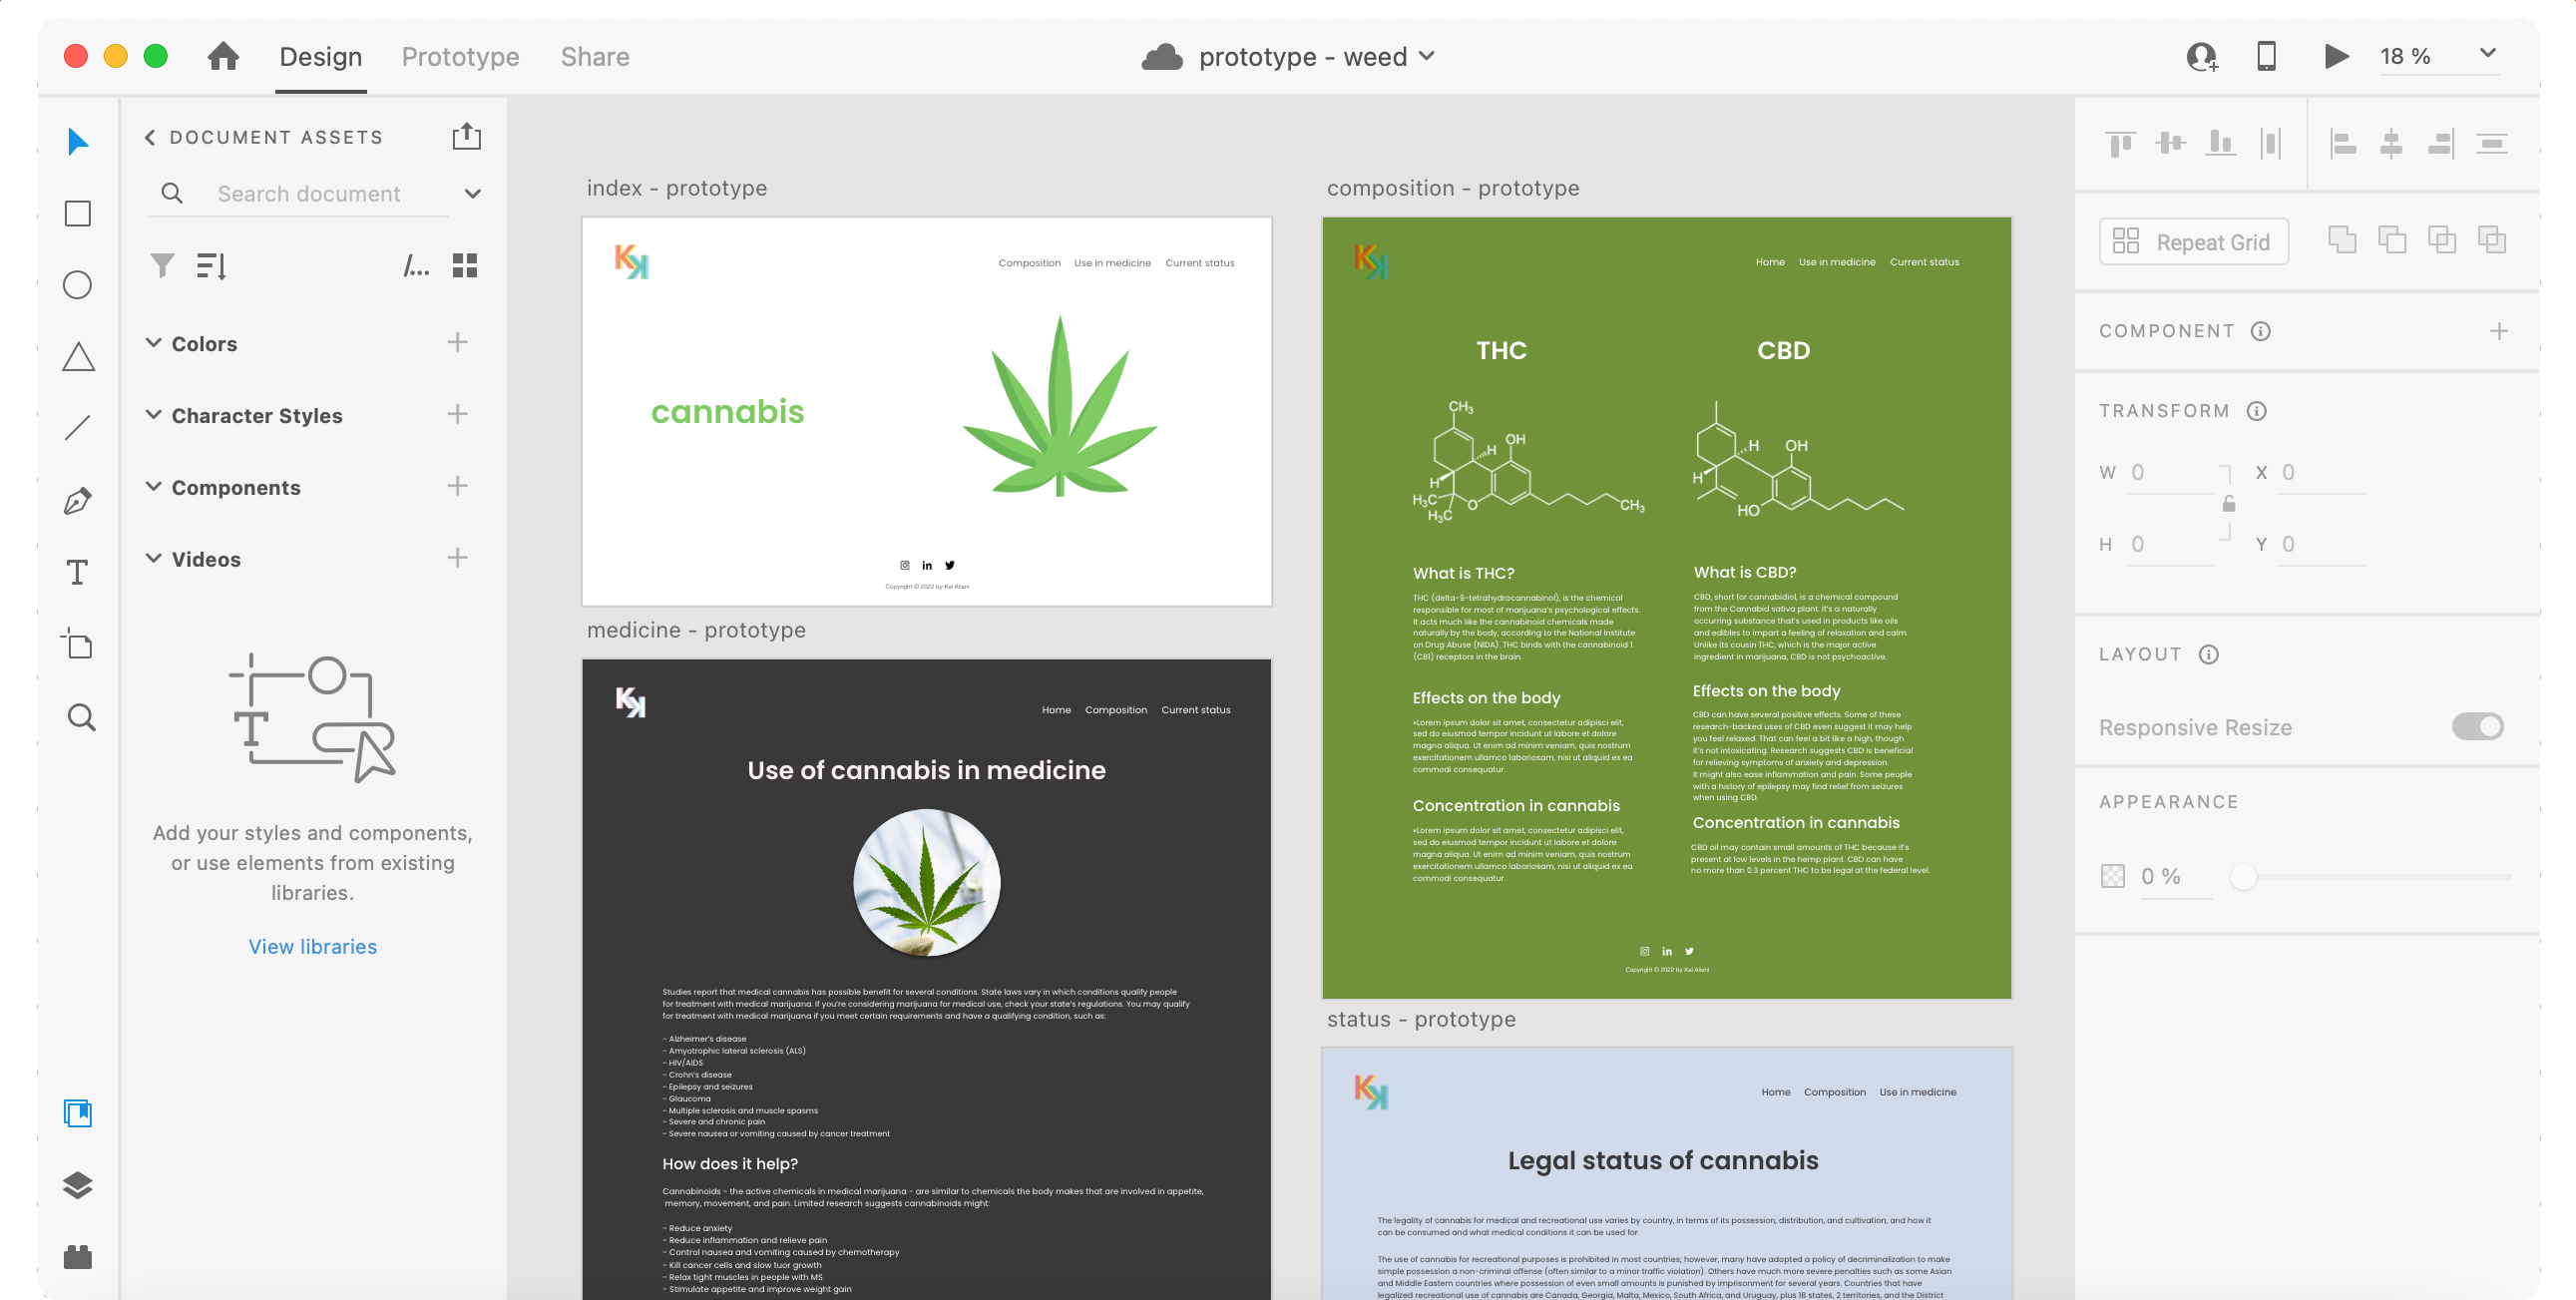 Design
Prototype
Share
prototype - weed
18 %
DOCUMENT ASSETS
Search document
/...
Colors
Character Styles
Components
Videos
Add your styles and components,
or use elements from existing
libraries.
View libraries
index - prototype
KK
Composition Use in medicine Current status
cannabis
Copyright © 2022 by Kai Aliani
medicine - prototype
KK
Home Composition Current status
Use of cannabis in medicine
Studies report that medical cannabis has possible benefit for several conditions. State laws vary in which conditions qualify people
for treatment with medical marijuana. If you're considering marijuana for medical use, check your state's regulations. You may qualify
for treatment with medical marijuana if you meet certain requirements and have a qualifying condition, such as:
- Alzheimer's disease
- Amyotrophic lateral sclerosis (ALS)
- HIV/AIDS
- Crohn's disease
- Epilepsy and seizures
- Glaucoma
- Multiple sclerosis and muscle spasms
- Severe and chronic pain
- Severe nausea or vomiting caused by cancer treatment
How does it help?
Cannabinoids - the active chemicals in medical marijuana - are similar to chemicals the body makes that are involved in appetite,
memory, movement, and pain. Limited research suggests cannabinoids might:
- Reduce anxiety
- Reduce inflammation and relieve pain
- Control nausea and vomiting caused by chemotherapy
- Kill cancer cells and slow tuor growth
- Relax tight muscles in people with MS
- Stimulate appetite and improve weight gain
composition - prototype
KK
Home Use in medicine Current status
THC
CH₃
OH
H
H
H₃C
H₃C
O
CH₃
What is THC?
THC (delta-9-tetrahydrocannabinol), is the chemical
responsible for most of marijuana's psychological effects.
It acts much like the cannabinoid chemicals made
naturally by the body, according to the National Institute
on Drug Abuse (NIDA). THC binds with the cannabinoid 1
(CB1) receptors in the brain.
Effects on the body
•Lorem ipsum dolor sit amet, consectetur adipisci elit,
sed do eiusmod tempor incidunt ut labore et dolore
magna aliqua. Ut enim ad minim veniam, quis nostrum
exercitationem ullamco laboriosam, nisi ut aliquid ex ea
commodi consequatur.
Concentration in cannabis
•Lorem ipsum dolor sit amet, consectetur adipisci elit,
sed do eiusmod tempor incidunt ut labore et dolore
magna aliqua. Ut enim ad minim veniam, quis nostrum
exercitationem ullamco laboriosam, nisi ut aliquid ex ea
commodi consequatur.
CBD
H
OH
H
HO
What is CBD?
CBD, short for cannabidiol, is a chemical compound
from the Cannabid sativa plant. It's a naturally
occurring substance that's used in products like oils
and edibles to impart a feeling of relaxation and calm.
Unlike its cousin THC, which is the major active
ingredient in marijuana, CBD is not psychoactive.
Effects on the body
CBD can have several positive effects. Some of these
research-backed uses of CBD even suggest it may help
you feel relaxed. That can feel a bit like a high, though
it's not intoxicating. Research suggests CBD is beneficial
for relieving symptoms of anxiety and depression.
It might also ease inflammation and pain. Some people
with a history of epilepsy may find relief from seizures
when using CBD.
Concentration in cannabis
CBD oil may contain small amounts of THC because it's
present at low levels in the hemp plant. CBD can have
no more than 0.3 percent THC to be legal at the federal level.
Copyright © 2022 by Kai Aliani
status - prototype
KK
Home Composition Use in medicine
Legal status of cannabis
The legality of cannabis for medical and recreational use varies by country, in terms of its possession, distribution, and cultivation, and how it
can be consumed and what medical conditions it can be used for.
The use of cannabis for recreational purposes is prohibited in most countries; however, many have adopted a policy of decriminalization to make
simple possession a non-criminal offense (often similar to a minor traffic violation). Others have much more severe penalties such as some Asian
and Middle Eastern countries where possession of even small amounts is punished by imprisonment for several years. Countries that have
legalized recreational use of cannabis are Canada, Georgia, Malta, Mexico, South Africa, and Uruguay, plus 18 states, 2 territories, and the District
Repeat Grid
COMPONENT
TRANSFORM
W 0 X 0
H 0 Y 0
LAYOUT
Responsive Resize
APPEARANCE
0 %